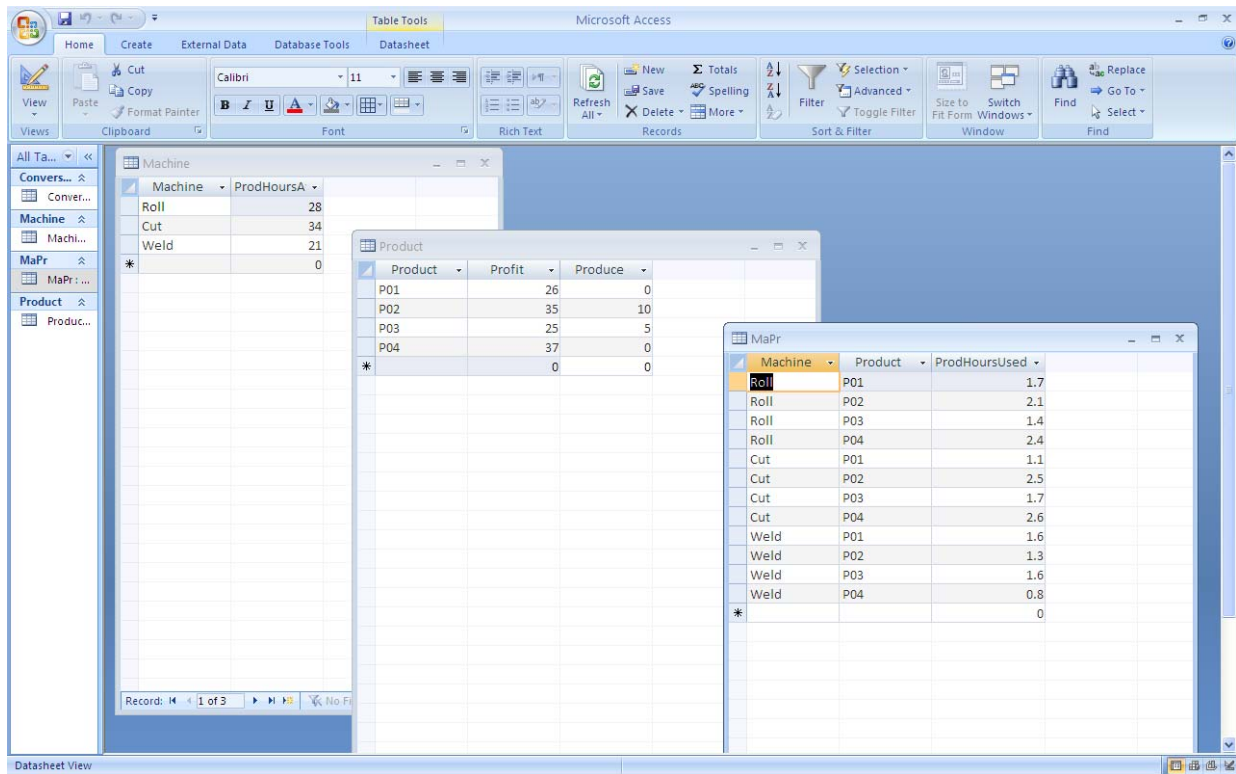 Table Tools Microsoft Access
Home Create External Data Database Tools Datasheet
View
Views
Paste
Cut
Copy
Format Painter
Clipboard
Calibri 11
B I U A
Font
Rich Text
Refresh All
New
Save
Delete
Σ Totals
Spelling
More
Records
Filter
Selection
Advanced
Toggle Filter
Sort & Filter
Size to Fit Form
Switch Windows
Window
Find
Replace
Go To
Select
Find
All Ta...
Convers...
Conver...
Machine
Machi...
MaPr
MaPr : ...
Product
Produc...
Machine
Machine ProdHoursA
Roll 28
Cut 34
Weld 21
* 0
Record: 1 of 3 No Fi
Product
Product Profit Produce
P01 26 0
P02 35 10
P03 25 5
P04 37 0
* 0 0
MaPr
Machine Product ProdHoursUsed
Roll P01 1.7
Roll P02 2.1
Roll P03 1.4
Roll P04 2.4
Cut P01 1.1
Cut P02 2.5
Cut P03 1.7
Cut P04 2.6
Weld P01 1.6
Weld P02 1.3
Weld P03 1.6
Weld P04 0.8
* 0
Datasheet View